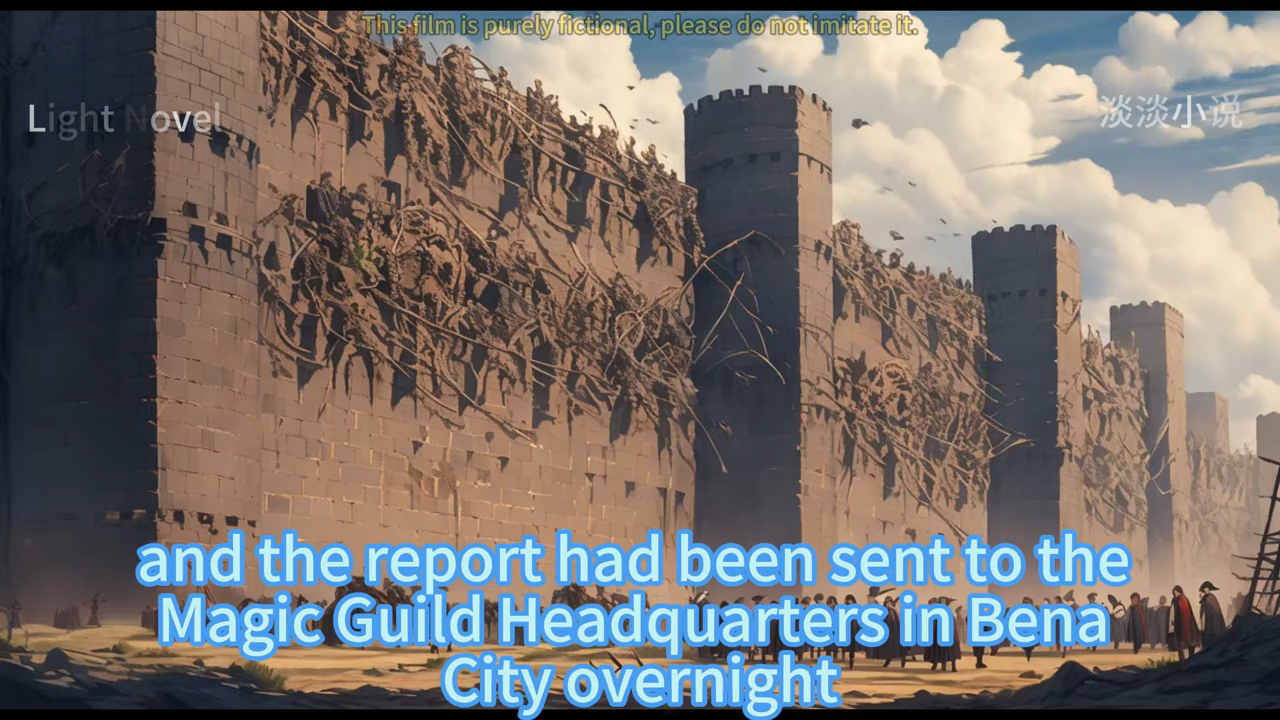 This film is purely fictional, please do not imitate it.
Light Novel
淡淡小说
and the report had been sent to the
Magic Guild Headquarters in Bena
City overnight